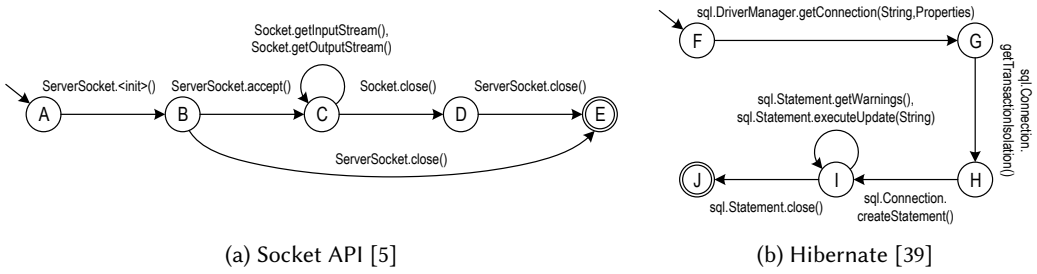 Socket.getInputStream(),
Socket.getOutputStream()
ServerSocket.<init>()
ServerSocket.accept()
Socket.close()
ServerSocket.close()
A
B
C
D
E
ServerSocket.close()
(a) Socket API [5]
sql.DriverManager.getConnection(String,Properties)
F
G
sql.Connection.
getTransactionIsolation()
sql.Statement.getWarnings(),
sql.Statement.executeUpdate(String)
J
I
H
sql.Statement.close()
sql.Connection.
createStatement()
(b) Hibernate [39]